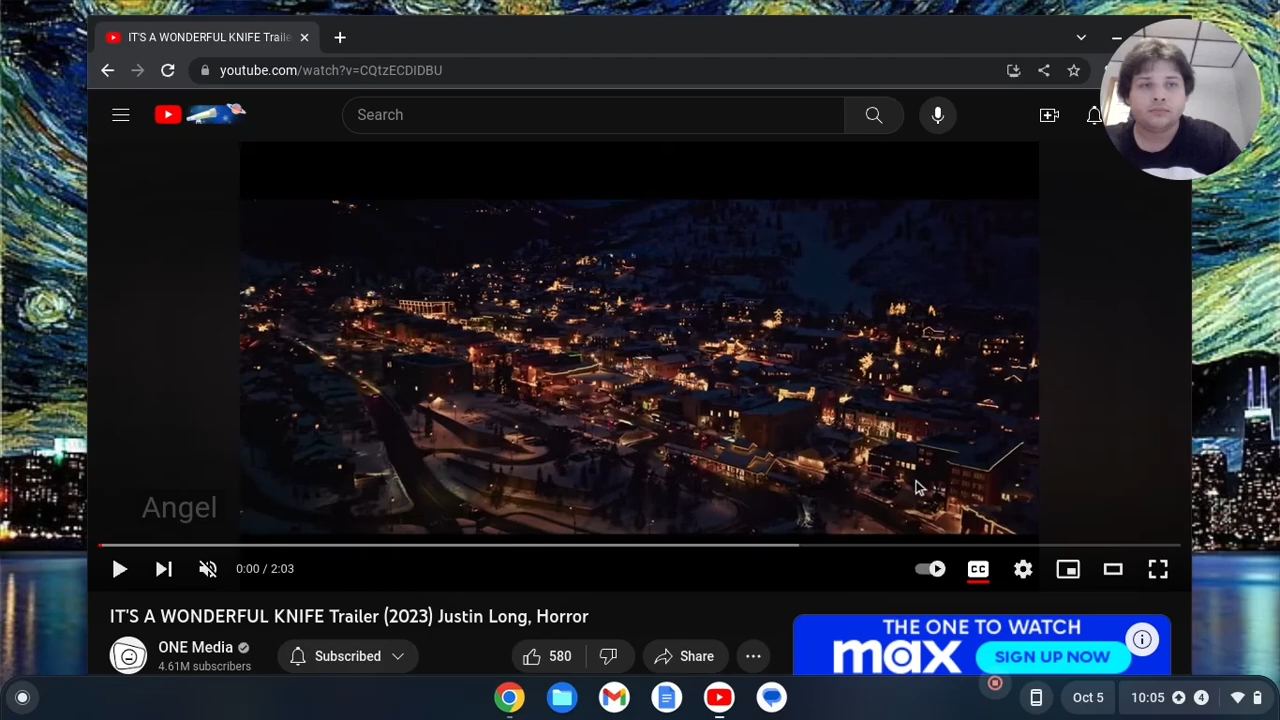 IT'S A WONDERFUL KNIFE Traile
youtube.com/watch?v=CQtzECDIDBU
Search
Angel
0:00 / 2:03
CC
IT'S A WONDERFUL KNIFE Trailer (2023) Justin Long, Horror
ONE Media
4.61M subscribers
Subscribed
580
Share
THE ONE TO WATCH
max
SIGN UP NOW
Oct 5
10:05
4